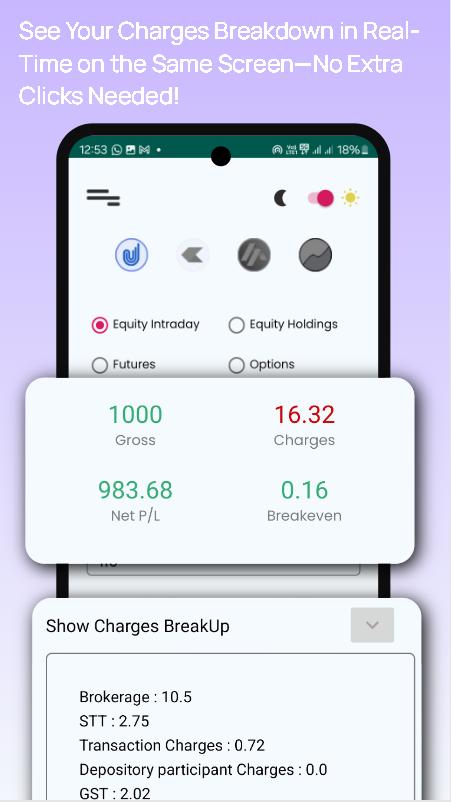 See Your Charges Breakdown in Real-
Time on the Same Screen—No Extra
Clicks Needed!
12:53 18%
Equity Intraday Equity Holdings
Futures Options
1000 16.32
Gross Charges
983.68 0.16
Net P/L Breakeven
Show Charges BreakUp
Brokerage : 10.5
STT : 2.75
Transaction Charges : 0.72
Depository participant Charges : 0.0
GST : 2.02